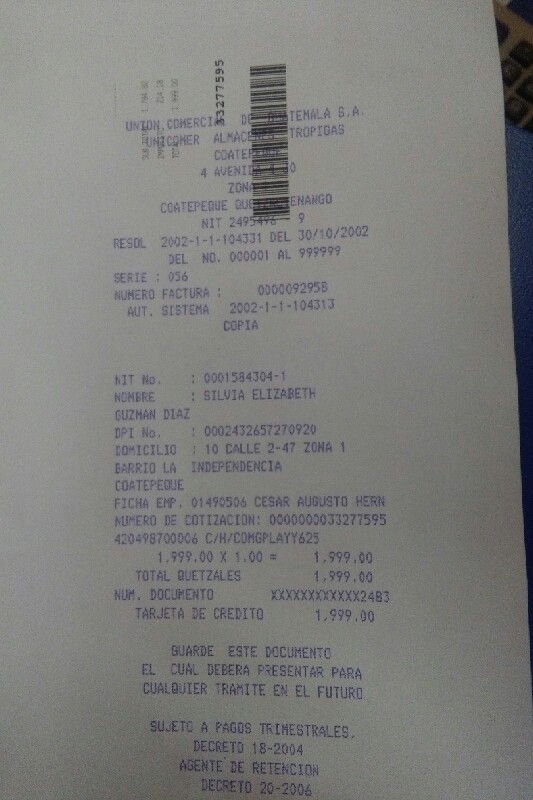 33277595
UNION COMERCIAL DE GUATEMALA S.A.
UNICOMER ALMACENES TROPIGAS
COATEPEQUE
4 AVENIDA
ZONA
COATEPEQUE QUETZALTENANGO
NIT 2495496 9
RESOL 2002-1-1-104331 DEL 30/10/2002
DEL NO. 000001 AL 999999
SERIE : 056
NUMERO FACTURA : 0000092958
AUT. SISTEMA 2002-1-1-104313
COPIA
NIT No. : 0001584304-1
NOMBRE : SILVIA ELIZABETH
GUZMAN DIAZ
DPI No. : 0002432657270920
DOMICILIO : 10 CALLE 2-47 ZONA 1
BARRIO LA INDEPENDENCIA
COATEPEQUE
FICHA EMP. 01490506 CESAR AUGUSTO HERN
NUMERO DE COTIZACION: 0000000033277595
420498700006 C/H/COMGPLAYY625
1,999.00 X 1.00 = 1,999.00
TOTAL QUETZALES 1,999.00
NUM. DOCUMENTO XXXXXXXXXXXX2483
TARJETA DE CREDITO 1,999.00
GUARDE ESTE DOCUMENTO
EL CUAL DEBERA PRESENTAR PARA
CUALQUIER TRAMITE EN EL FUTURO
SUJETO A PAGOS TRIMESTRALES.
DECRETO 18-2004
AGENTE DE RETENCION
DECRETO 20-2006